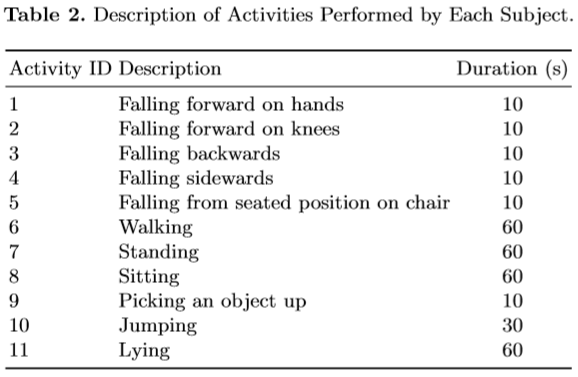 Table 2. Description of Activities Performed by Each Subject.
Activity ID Description Duration (s)
1 Falling forward on hands 10
2 Falling forward on knees 10
3 Falling backwards 10
4 Falling sidewards 10
5 Falling from seated position on chair 10
6 Walking 60
7 Standing 60
8 Sitting 60
9 Picking an object up 10
10 Jumping 30
11 Lying 60